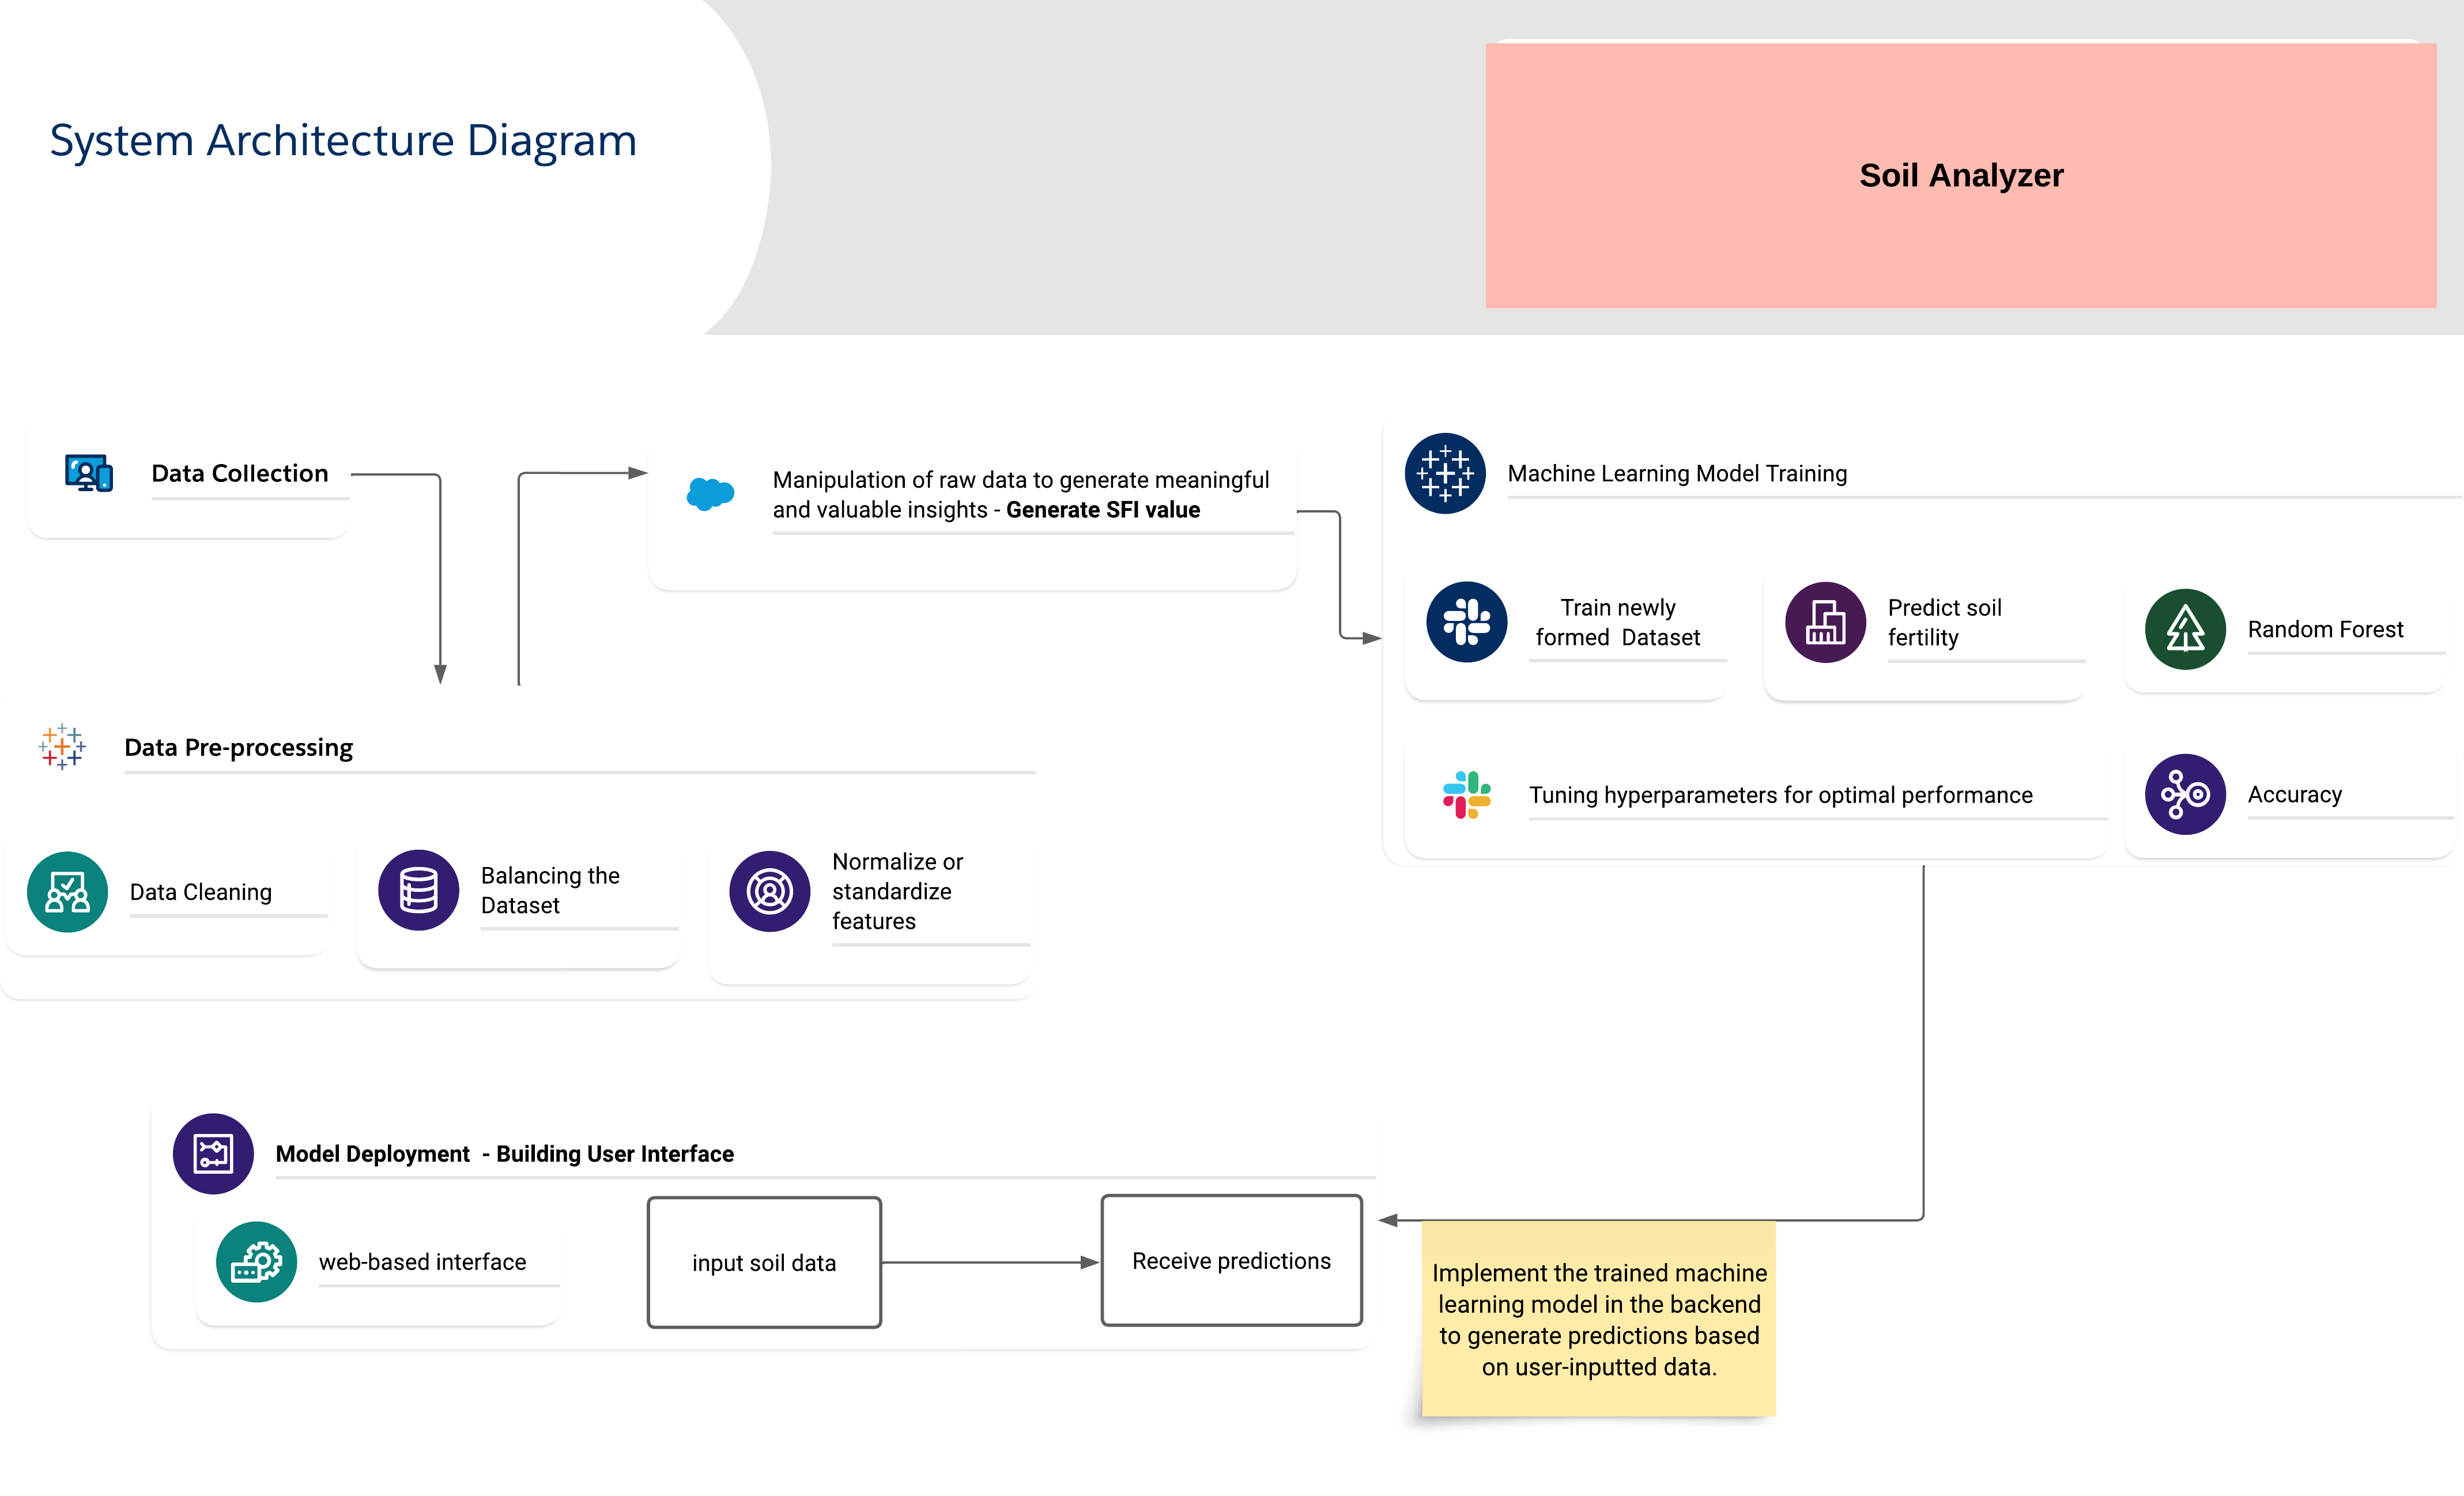 System Architecture Diagram
Soil Analyzer
Data Collection
Manipulation of raw data to generate meaningful
and valuable insights - Generate SFI value
Machine Learning Model Training
Train newly
formed  Dataset
Predict soil
fertility
Random Forest
Tuning hyperparameters for optimal performance
Accuracy
Data Pre-processing
Data Cleaning
Balancing the
Dataset
Normalize or
standardize
features
Model Deployment  - Building User Interface
web-based interface
input soil data
Receive predictions
Implement the trained machine
learning model in the backend
to generate predictions based
on user-inputted data.